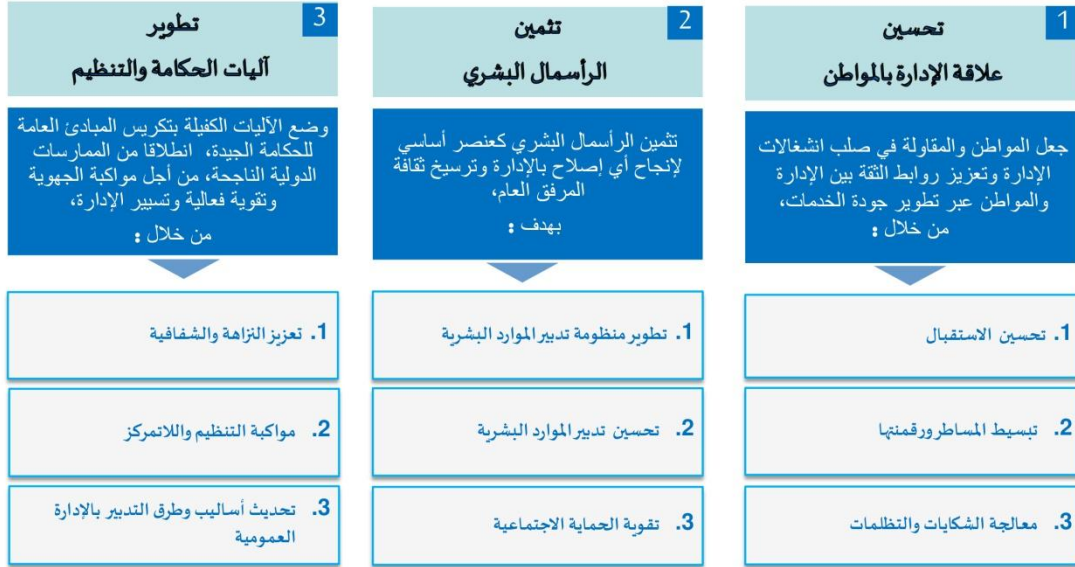 1
تحسين
علاقة الإدارة بالمواطن
جعل المواطن والمقاولة في صلب انشغالات
الإدارة وتعزيز روابط الثقة بين الإدارة
والمواطن عبر تطوير جودة الخدمات،
من خلال :
1. تحسين الاستقبال
2. تبسيط المساطر ورقمنتها
3. معالجة الشكايات والتظلمات
2
تثمين
الرأسمال البشري
تثمين الرأسمال البشري كعنصر أساسي
لإنجاح أي إصلاح بالإدارة وترسيخ ثقافة
المرفق العام،
بهدف :
1. تطوير منظومة تدبير الموارد البشرية
2. تحسين تدبير الموارد البشرية
3. تقوية الحماية الاجتماعية
3
تطوير
آليات الحكامة والتنظيم
وضع الآليات الكفيلة بتكريس المبادئ العامة
للحكامة الجيدة، انطلاقا من الممارسات
الدولية الناجحة، من أجل مواكبة الجهوية
وتقوية فعالية وتسيير الإدارة،
من خلال :
1. تعزيز النزاهة والشفافية
2. مواكبة التنظيم واللاتمركز
3. تحديث أساليب وطرق التدبير بالإدارة
العمومية